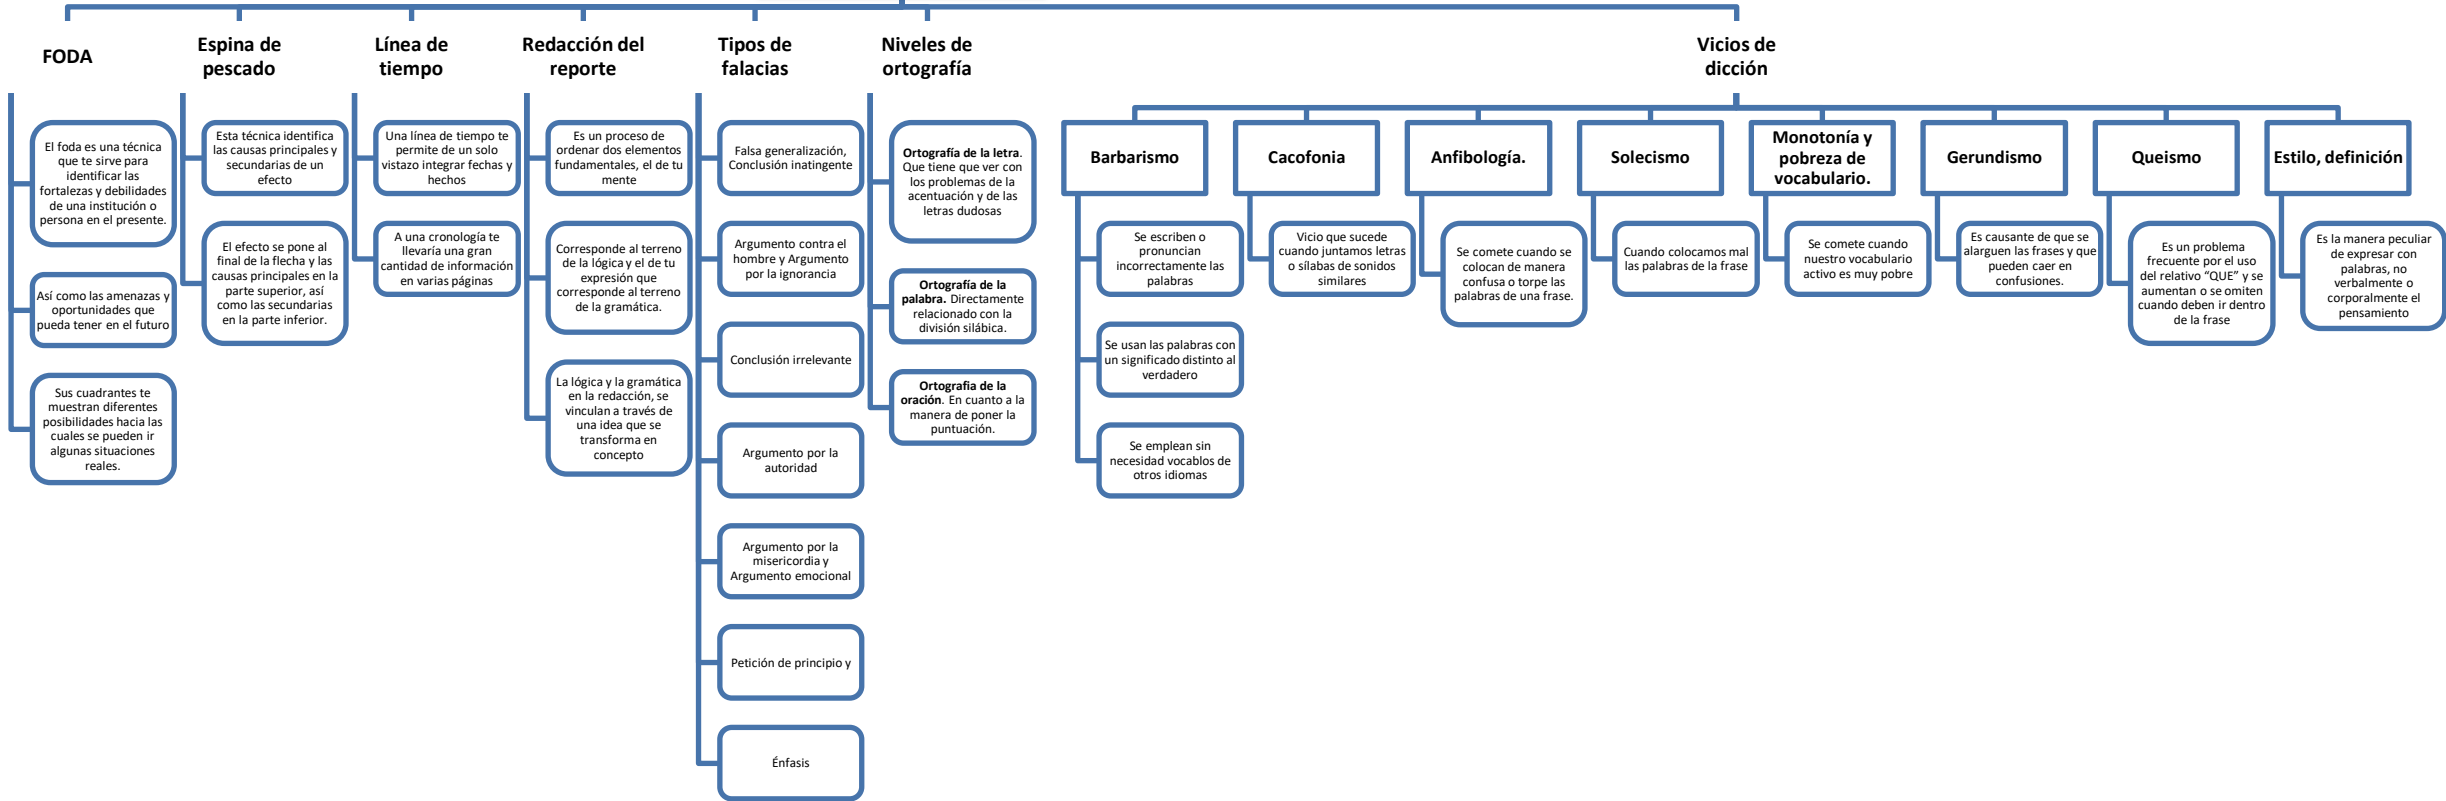 FODA
El foda es una técnica
que te sirve para
identificar las
fortalezas y debilidades
de una institución o
persona en el presente.
Así como las amenazas y
oportunidades que
pueda tener en el futuro
Sus cuadrantes te
muestran diferentes
posibilidades hacia las
cuales se pueden ir
algunas situaciones
reales.
Espina de
pescado
Esta técnica identifica
las causas principales y
secundarias de un
efecto
El efecto se pone al
final de la flecha y las
causas principales en la
parte superior, así
como las secundarias
en la parte inferior.
Línea de
tiempo
Una línea de tiempo te
permite de un solo
vistazo integrar fechas y
hechos
A una cronología te
llevaría una gran
cantidad de información
en varias páginas
Redacción del
reporte
Es un proceso de
ordenar dos elementos
fundamentales, el de tu
mente
Corresponde al terreno
de la lógica y el de tu
expresión que
corresponde al terreno
de la gramática.
La lógica y la gramática
en la redacción, se
vinculan a través de
una idea que se
transforma en
concepto
Tipos de
falacias
Falsa generalización,
Conclusión inatingente
Argumento contra el
hombre y Argumento
por la ignorancia
Conclusión irrelevante
Argumento por la
autoridad
Argumento por la
misericordia y
Argumento emocional
Petición de principio y
Énfasis
Niveles de
ortografía
Ortografía de la letra.
Que tiene que ver con
los problemas de la
acentuación y de las
letras dudosas
Ortografía de la
palabra. Directamente
relacionado con la
división silábica.
Ortografia de la
oración. En cuanto a la
manera de poner la
puntuación.
Vicios de
dicción
Barbarismo
Se escriben o
pronuncian
incorrectamente las
palabras
Se usan las palabras con
un significado distinto al
verdadero
Se emplean sin
necesidad vocablos de
otros idiomas
Cacofonia
Vicio que sucede
cuando juntamos letras
o sílabas de sonidos
similares
Anfibología.
Se comete cuando se
colocan de manera
confusa o torpe las
palabras de una frase.
Solecismo
Cuando colocamos mal
las palabras de la frase
Monotonía y
pobreza de
vocabulario.
Se comete cuando
nuestro vocabulario
activo es muy pobre
Gerundismo
Es causante de que se
alarguen las frases y que
pueden caer en
confusiones.
Queismo
Es un problema
frecuente por el uso
del relativo “QUE” y se
aumentan o se omiten
cuando deben ir dentro
de la frase
Estilo, definición
Es la manera peculiar
de expresar con
palabras, no
verbalmente o
corporalmente el
pensamiento